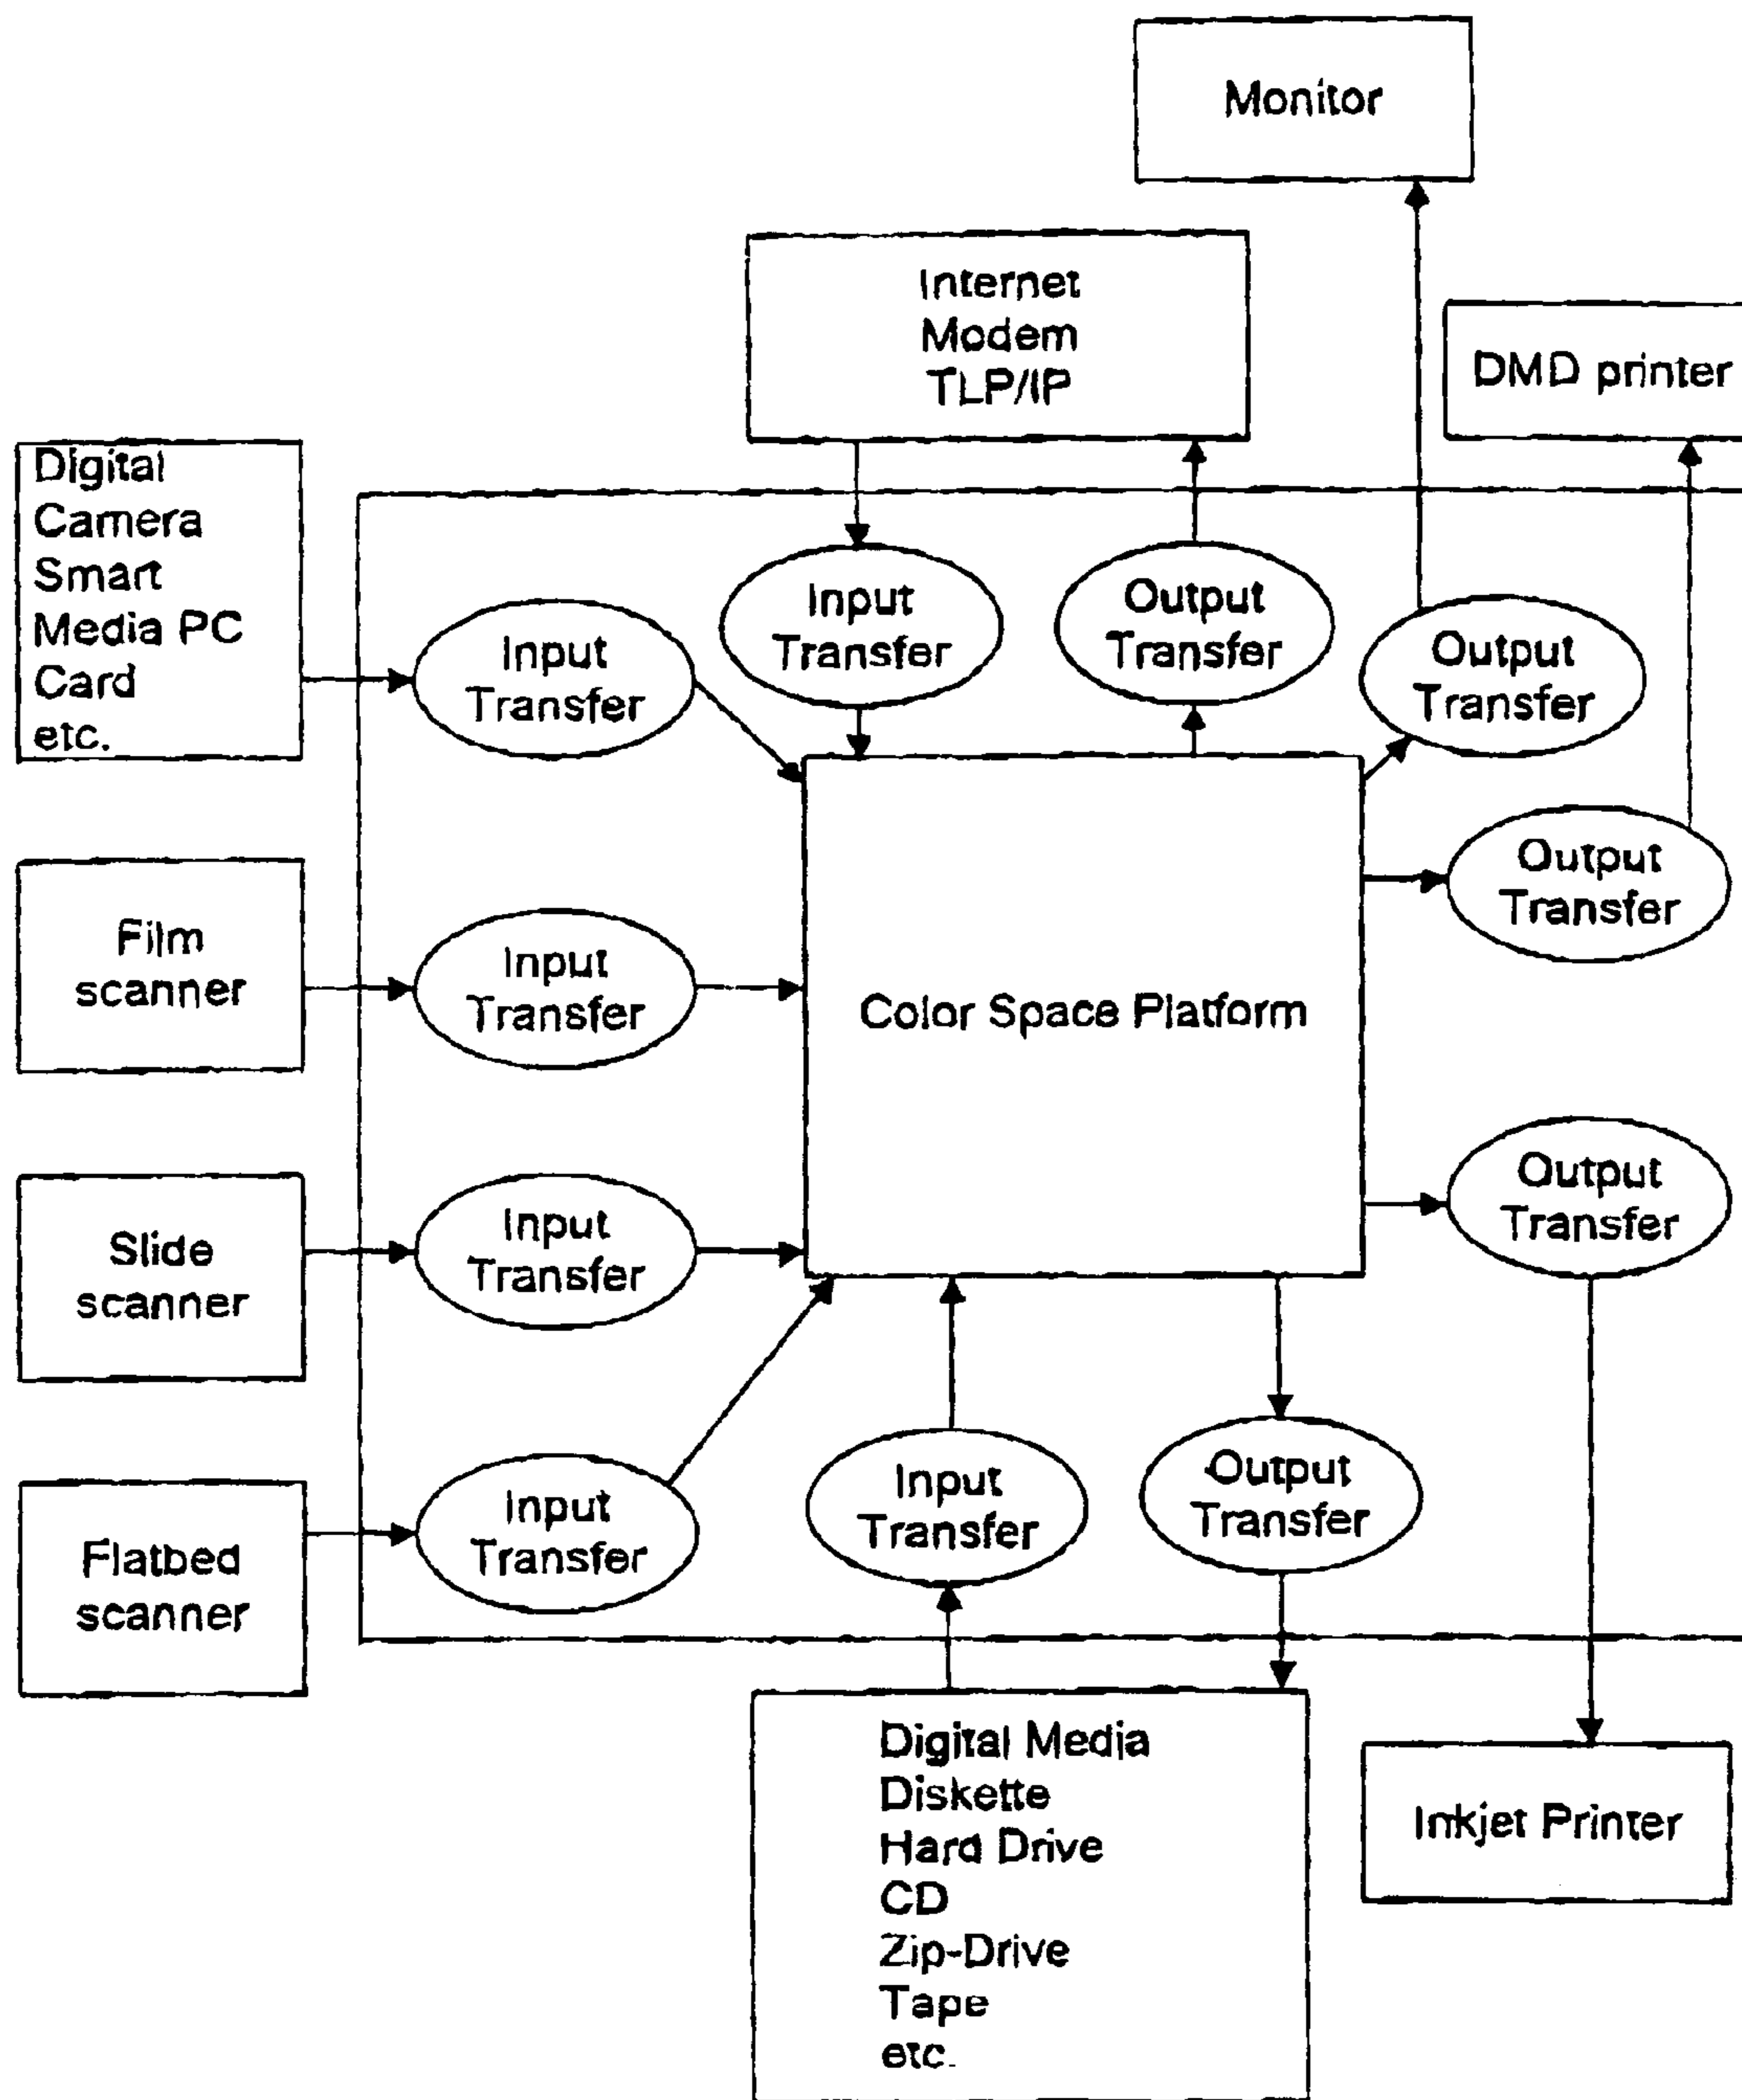 Monitor
Internet
Modem
TLP/IP
DMD printer
Digital
Camera
Smart
Media PC
Card
etc.
Input
Transfer
Input
Transfer
Output
Transfer
Output
Transfer
Output
Transfer
Film
scanner
Input
Transfer
Color Space Platform
Slide
scanner
Input
Transfer
Output
Transfer
Flatbed
scanner
Input
Transfer
Input
Transfer
Output
Transfer
Digital Media
Diskette
Hard Drive
CD
Zip-Drive
Tape
etc.
Inkjet Printer